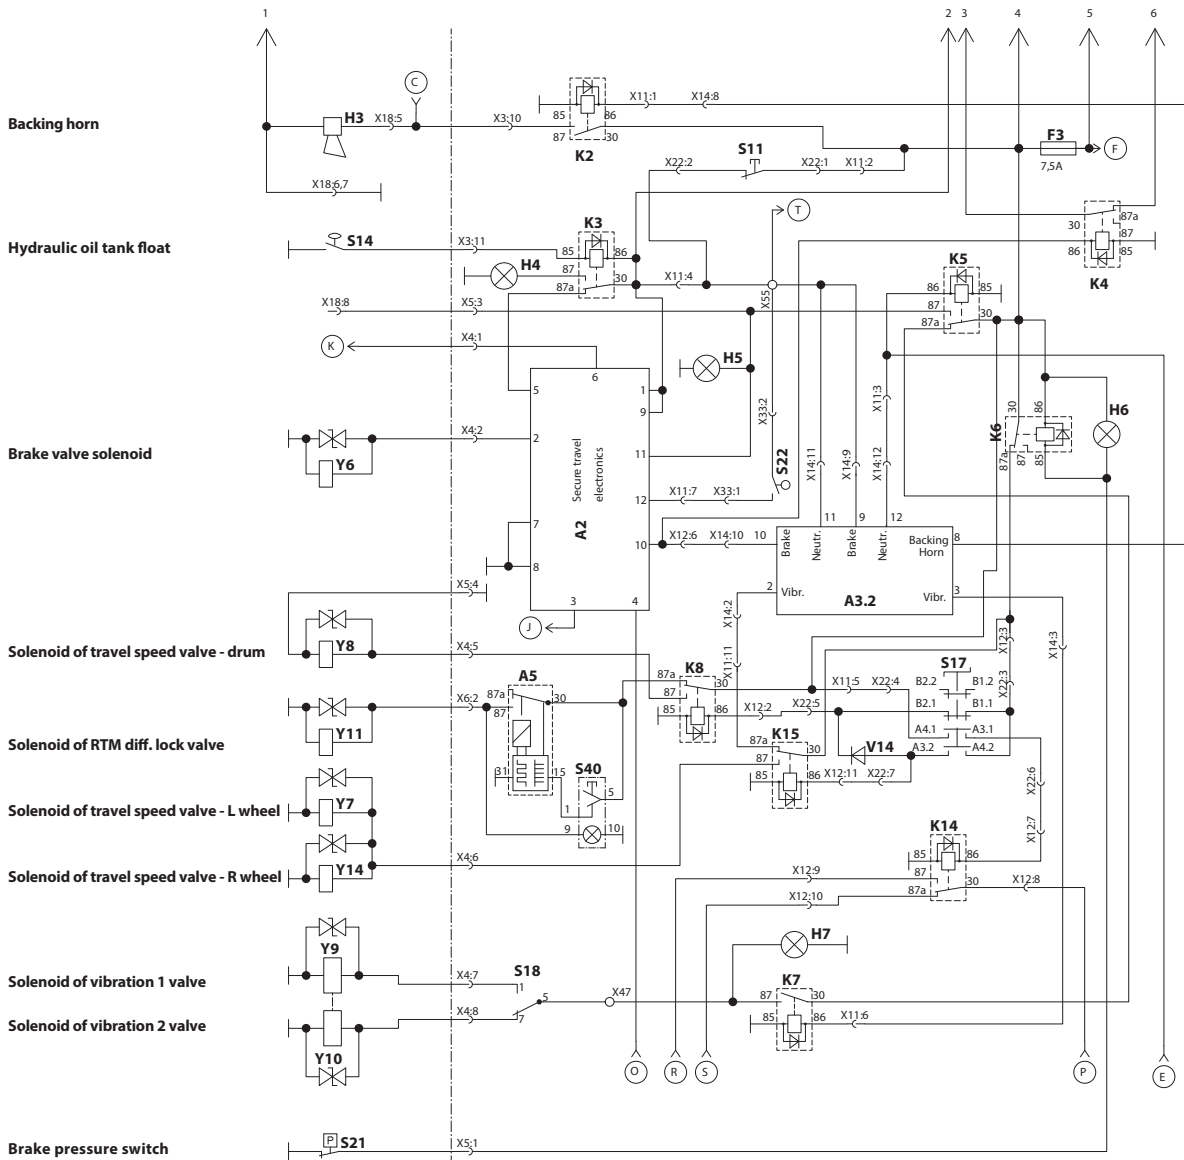 1
2 3 4 5 6
C
X11:1 X14:8
Backing horn
H3 X18:5 X3:10 85 86
87 30
K2
F3
F
7,5A
S11
X22:2 X22:1 X11:2
X18:6,7
T
K3
30 87a
87
86 85
K4
Hydraulic oil tank float
S14 X3:11 85 86
H4 87
30 X11:4
87a
X55
K5
86 85
87
30
87a
X18:8 X5:3
K X4:1
6
H5
5 1
9
X33:2
X11:3
30 86
H6
K6
87a 87 85
Brake valve solenoid
X4:2 2
Y6
Secure travel
electronics
A2
11
S22
X14:11 X14:9 X14:12
12 X11:7 X33:1
7
8
10 X12:6 X14:10 10
11 9 12
Brake Neutr. Brake Neutr.
Backing
Horn
8
X5:4
3 4
J
2 Vibr. A3.2 Vibr. 3
X14:2
X11:11
X12:3
X14:3
Solenoid of travel speed valve - drum
Y8 X4:5
A5
87a 30
87
31 15
K8
87a 30
87
85 86
X11:5 X22:4
S17
B2.2 B1.2
B2.1 B1.1
A4.1 A3.1
A3.2 A4.2
X22:3
X12:2 X22:5
X6:2
Y11
Solenoid of RTM diff. lock valve
K15
87a 30
87
85 86 X12:11 X22:7
V14
X22:6
X12:7
S40
1 5
9 10
Solenoid of travel speed valve - L wheel
Y7
K14
85 86
87
30 X12:8
87a
X4:6
Y14
Solenoid of travel speed valve - R wheel
X12:9
X12:10
H7
Y9
Solenoid of vibration 1 valve
X4:7
S18
1
5
7
X47
K7
87 30
85 86 X11:6
Solenoid of vibration 2 valve
X4:8
Y10
O R S P E
Brake pressure switch
P S21 X5:1